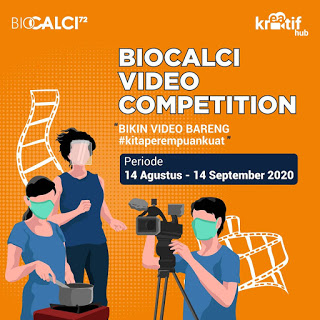 BIOCALCI72
kreatif
hub
BIOCALCI
VIDEO
COMPETITION
"BIKIN VIDEO BARENG
#kitaperempuankuat"
Periode
14 Agustus - 14 September 2020